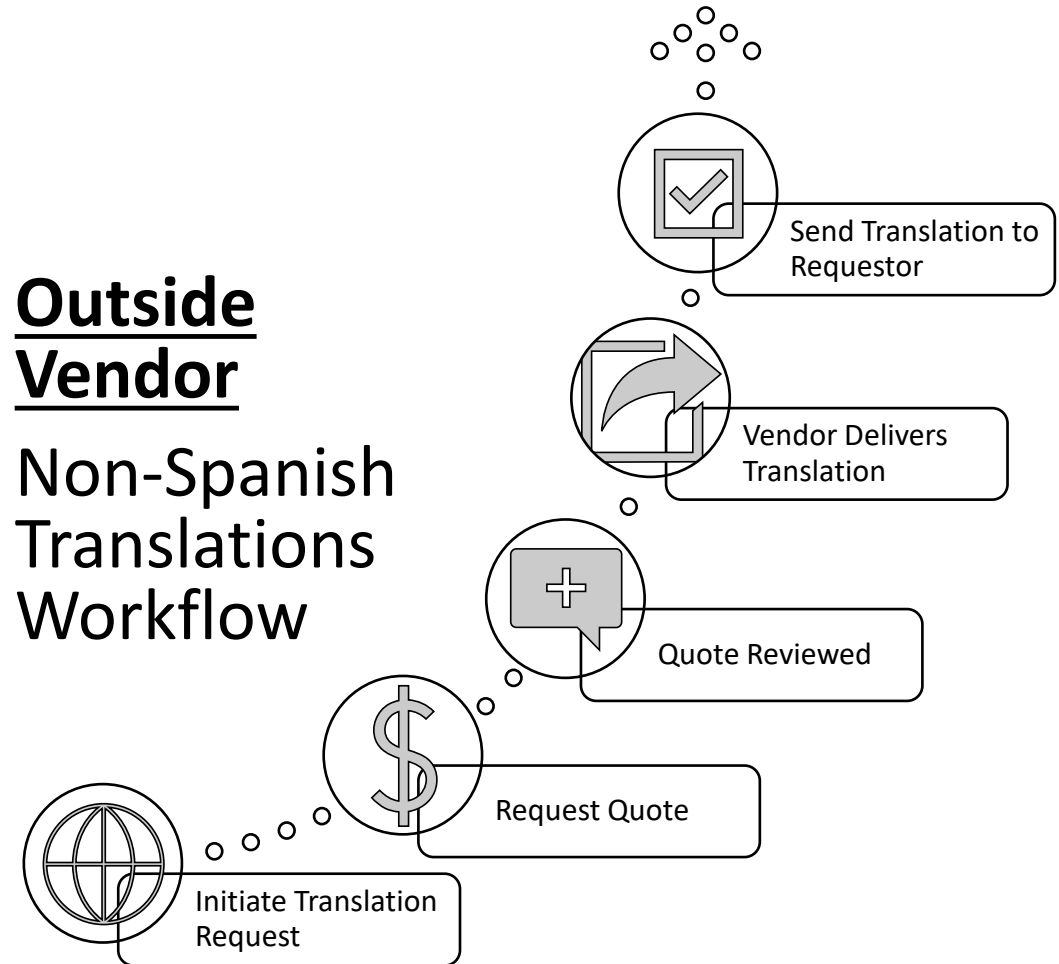 Outside
Vendor
Non-Spanish
Translations
Workflow
Send Translation to
Requestor
Vendor Delivers
Translation
Quote Reviewed
Request Quote
Initiate Translation
Request